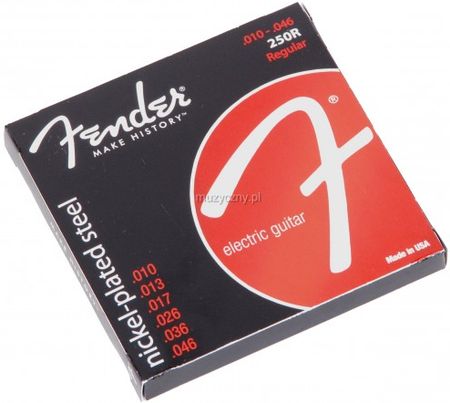 .010 - .046
250R
Regular
Fender
MAKE HISTORY™
F®
muzyczny.pl
electric guitar
nickel-plated steel
.010
.013
.017
.026
.036
.046
Made in USA